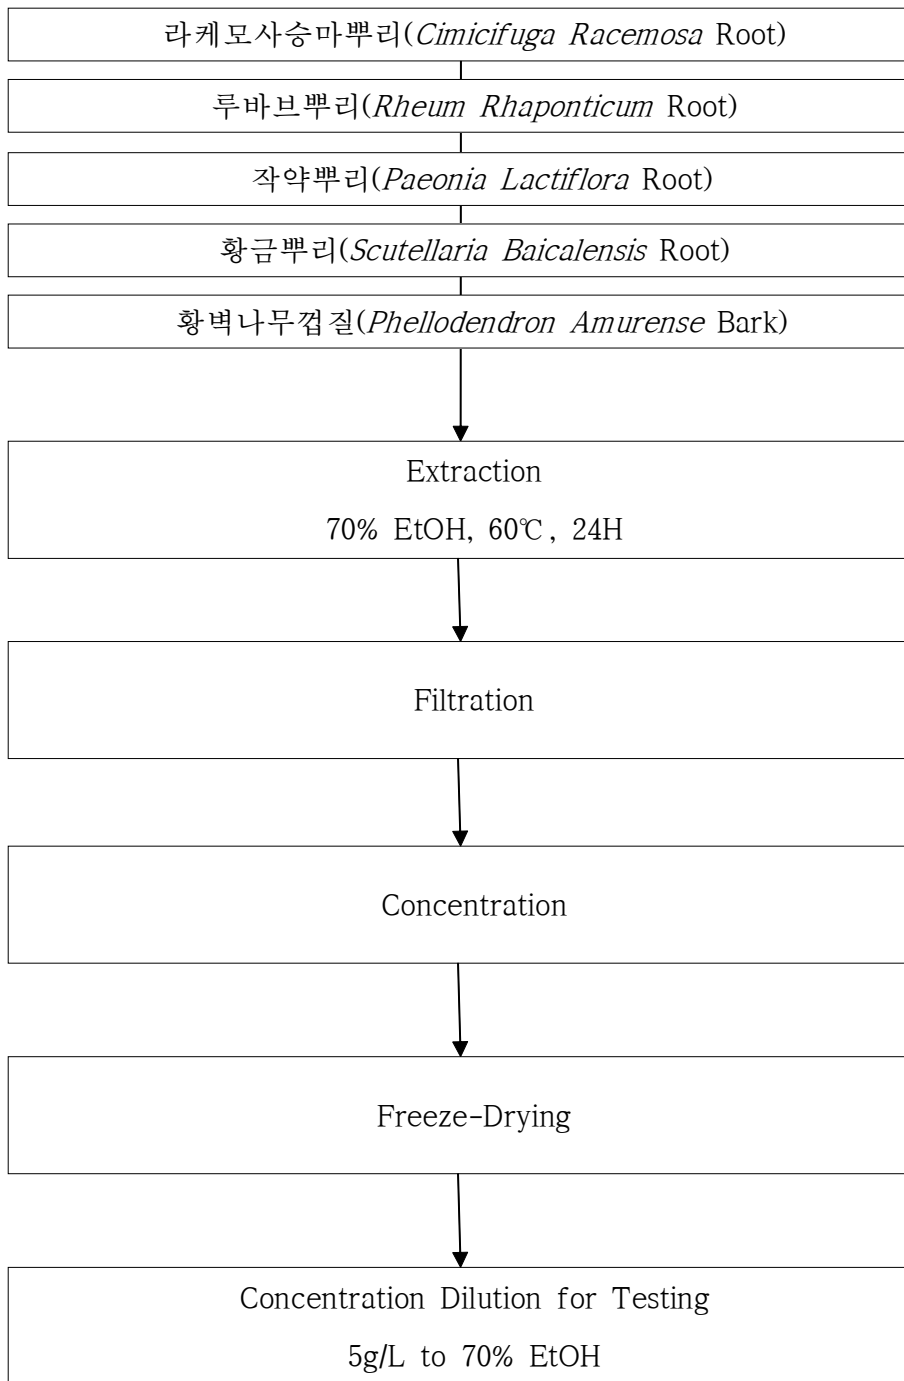 라케모사승마뿌리(Cimicifuga Racemosa Root)
루바브뿌리(Rheum Rhaponticum Root)
작약뿌리(Paeonia Lactiflora Root)
황금뿌리(Scutellaria Baicalensis Root)
황벽나무껍질(Phellodendron Amurense Bark)
Extraction
70% EtOH, 60℃, 24H
Filtration
Concentration
Freeze-Drying
Concentration Dilution for Testing
5g/L to 70% EtOH